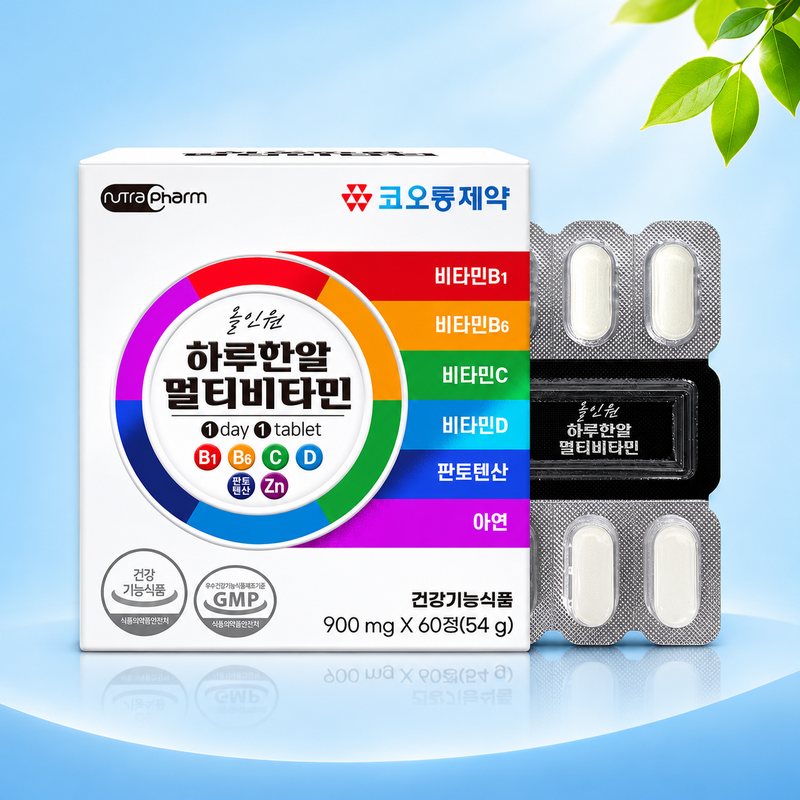 nutraPharm
코오롱제약
올인원
하루한알
멀티비타민
1 day 1 tablet
B1 B6 C D
판토텐산 Zn
비타민B1
비타민B6
비타민C
비타민D
판토텐산
아연
건강
기능식품
식품의약품안전처
우수건강기능식품제조기준
GMP
식품의약품안전처
건강기능식품
900 mg X 60정(54 g)
올인원
하루한알
멀티비타민